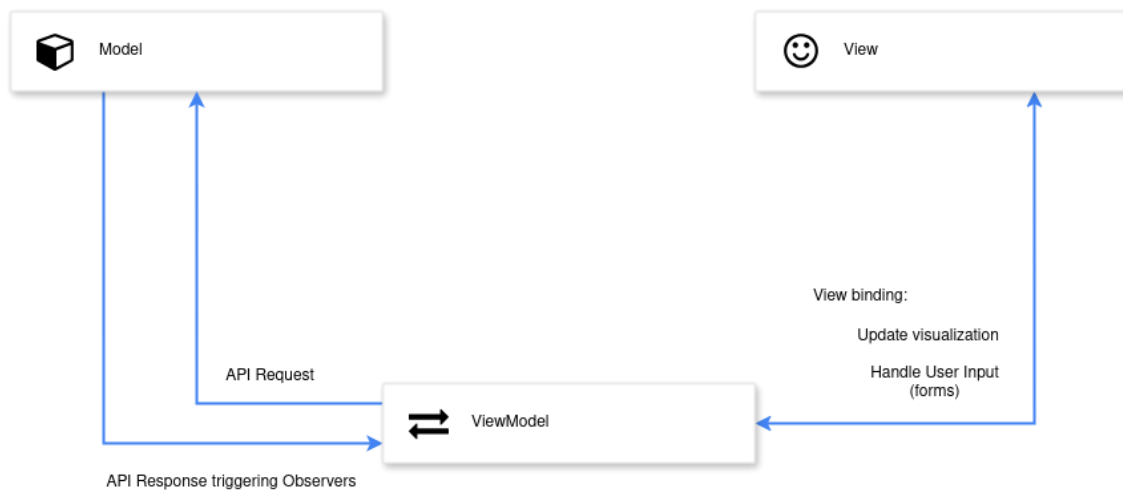 Model
View
View binding:
Update visualization
Handle User Input
(forms)
API Request
ViewModel
API Response triggering Observers